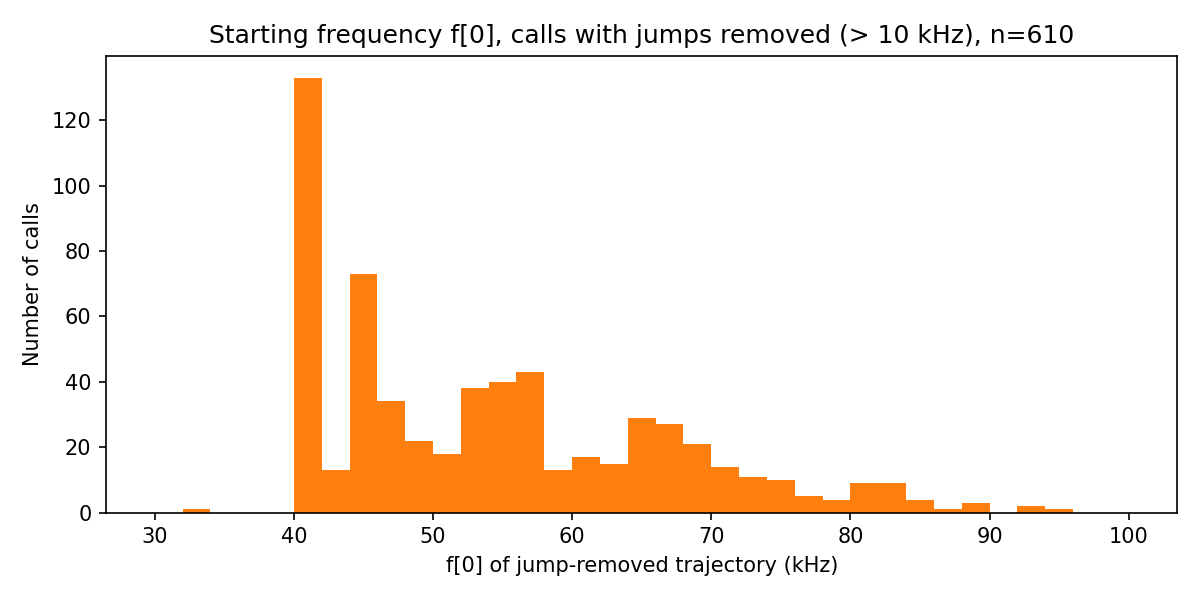 Starting frequency f[0], calls with jumps removed (> 10 kHz), n=610
Number of calls
120
100
80
60
40
20
0
30 40 50 60 70 80 90 100
f[0] of jump-removed trajectory (kHz)